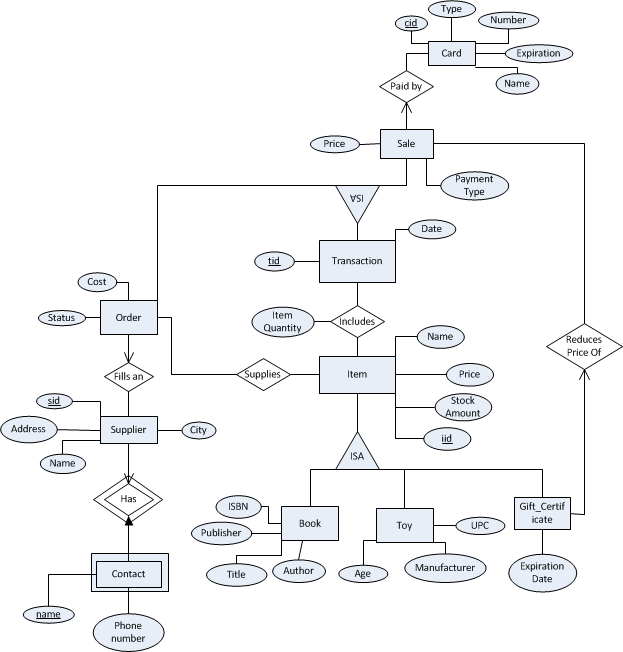 Type
cid
Number
Card
Expiration
Name
Paid by
Price
Sale
Payment
Type
ISA
Date
tid
Transaction
Cost
Status
Order
Item
Quantity
Includes
Name
Reduces
Price Of
Fills an
Supplies
Item
Price
Stock
Amount
sid
Address
Supplier
City
iid
Name
ISA
Has
ISBN
Publisher
Book
Toy
UPC
Gift_Certif
icate
Title
Author
Age
Manufacturer
Expiration
Date
Contact
name
Phone
number